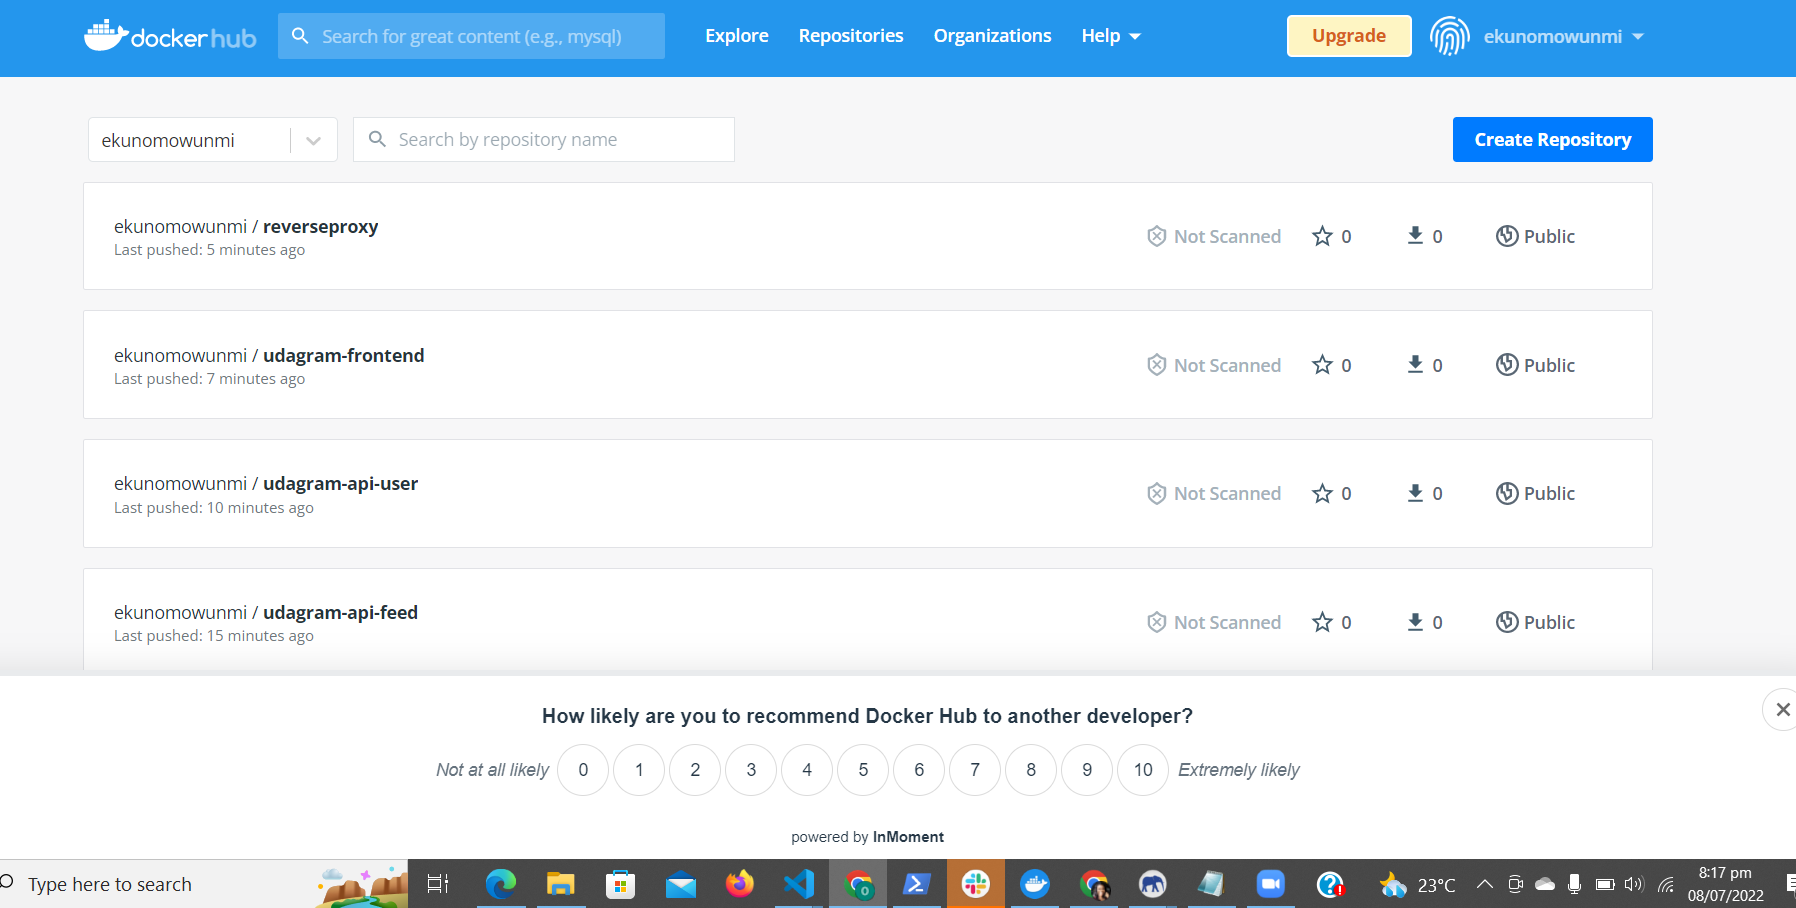 docker hub Search for great content (e.g., mysql) Explore Repositories Organizations Help Upgrade ekunomowunmi
ekunomowunmi Search by repository name Create Repository
ekunomowunmi / reverseproxy Not Scanned 0 0 Public
Last pushed: 5 minutes ago
ekunomowunmi / udagram-frontend Not Scanned 0 0 Public
Last pushed: 7 minutes ago
ekunomowunmi / udagram-api-user Not Scanned 0 0 Public
Last pushed: 10 minutes ago
ekunomowunmi / udagram-api-feed Not Scanned 0 0 Public
Last pushed: 15 minutes ago
How likely are you to recommend Docker Hub to another developer?
Not at all likely 0 1 2 3 4 5 6 7 8 9 10 Extremely likely
powered by InMoment
Type here to search 23°C 8:17 pm
08/07/2022